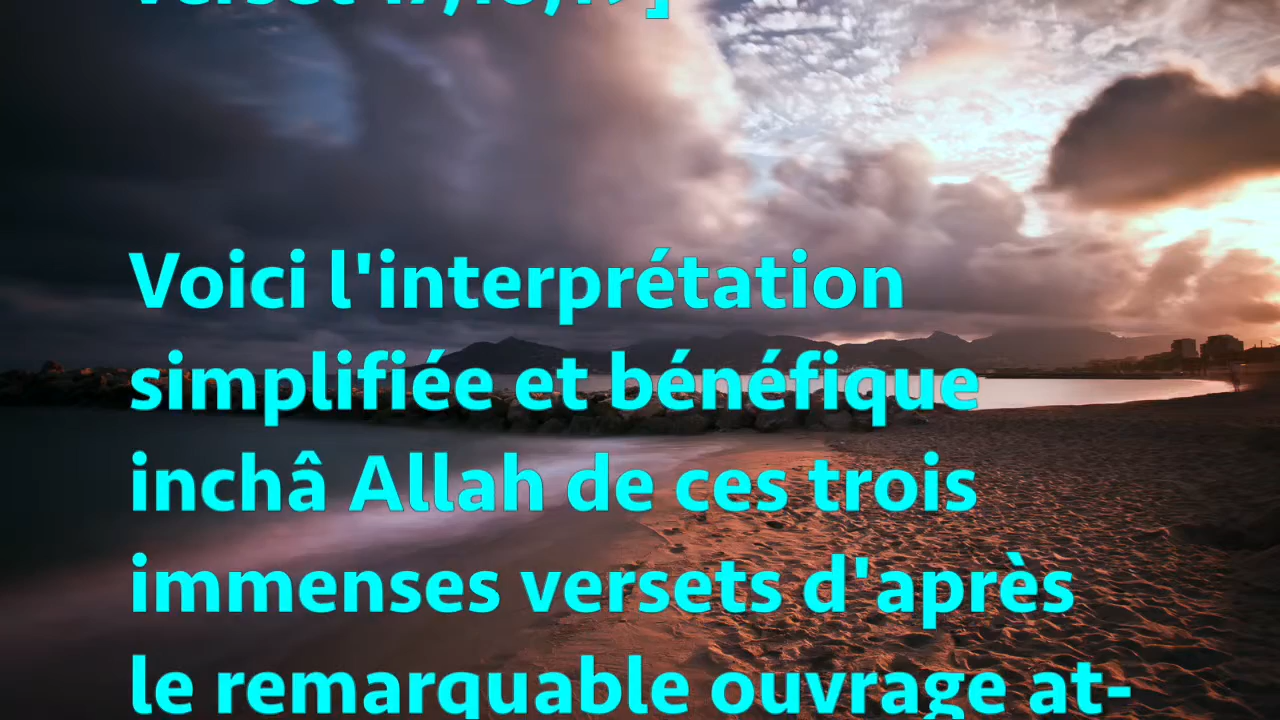 Voici l'interprétation
simplifiée et bénéfique
inchâ Allah de ces trois
immenses versets d'après
le remarquable ouvrage at-